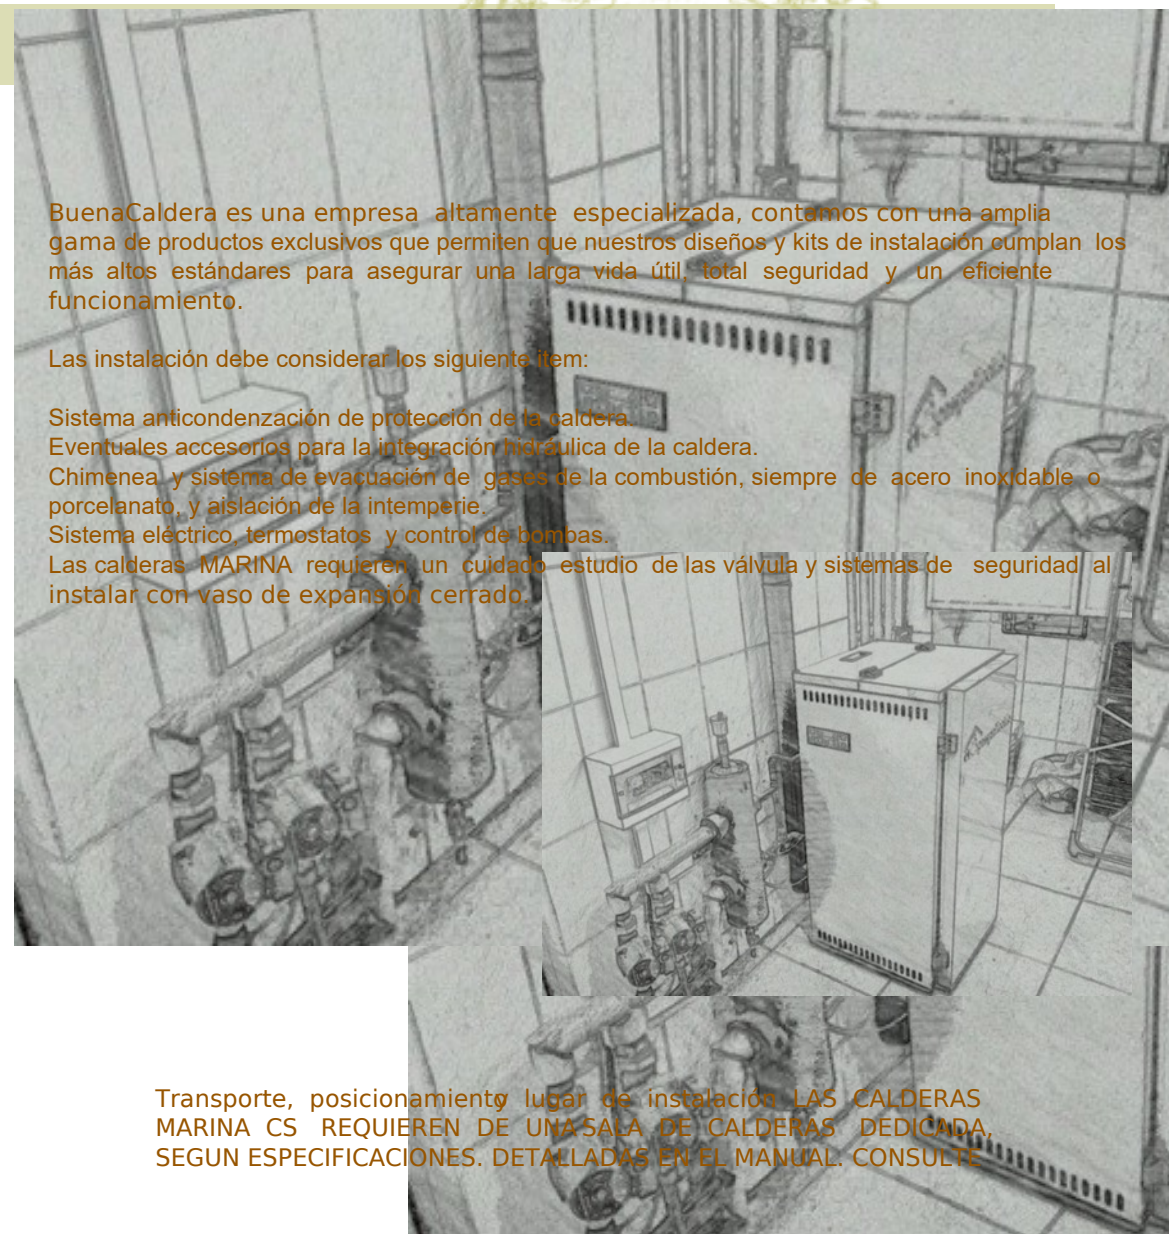 BuenaCaldera es una empresa altamente especializada, contamos con una amplia
gama de productos exclusivos que permiten que nuestros diseños y kits de instalación cumplan los
más altos estándares para asegurar una larga vida útil, total seguridad y un eficiente
funcionamiento.
Las instalación debe considerar los siguiente item:
Sistema anticondenzación de protección de la caldera.
Eventuales accesorios para la integración hidráulica de la caldera.
Chimenea y sistema de evacuación de gases de la combustión, siempre de acero inoxidable o
porcelanato, y aislación de la intemperie.
Sistema eléctrico, termostatos y control de bombas.
Las calderas MARINA requieren un cuidado estudio de las válvula y sistemas de seguridad al
instalar con vaso de expansión cerrado.
Transporte, posicionamiento y lugar de instalación LAS CALDERAS
MARINA CS REQUIEREN DE UNA SALA DE CALDERAS DEDICADA,
SEGUN ESPECIFICACIONES. DETALLADAS EN EL MANUAL. CONSULTE